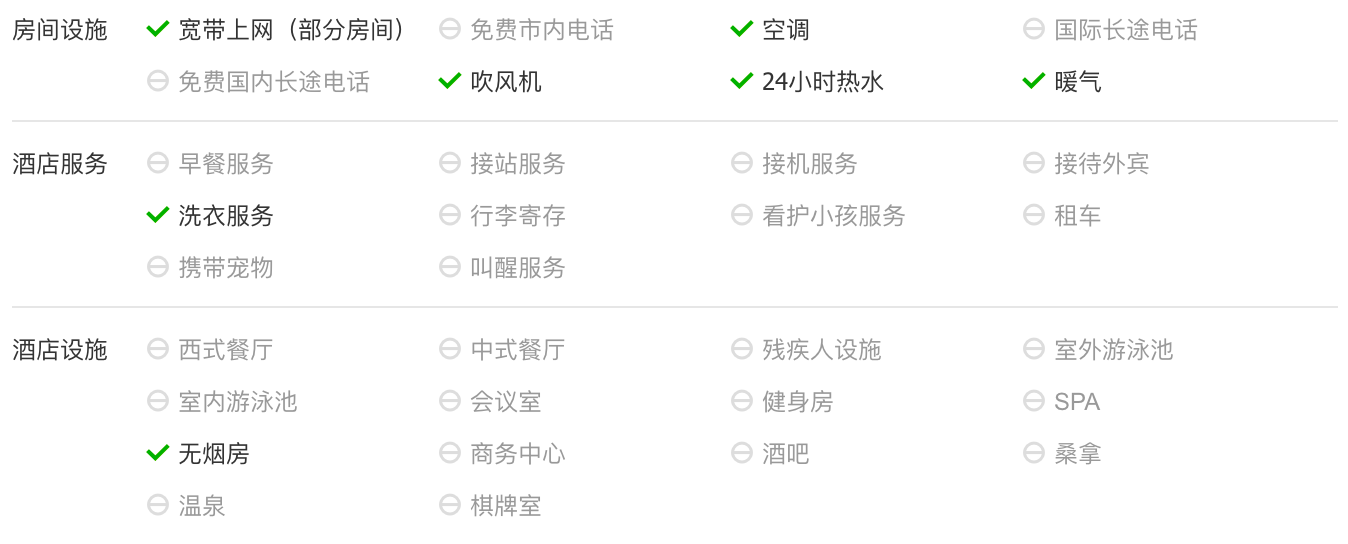 房间设施 宽带上网（部分房间） 免费市内电话 空调 国际长途电话
免费国内长途电话 吹风机 24小时热水 暖气
酒店服务 早餐服务 接站服务 接机服务 接待外宾
洗衣服务 行李寄存 看护小孩服务 租车
携带宠物 叫醒服务
酒店设施 西式餐厅 中式餐厅 残疾人设施 室外游泳池
室内游泳池 会议室 健身房 SPA
无烟房 商务中心 酒吧 桑拿
温泉 棋牌室